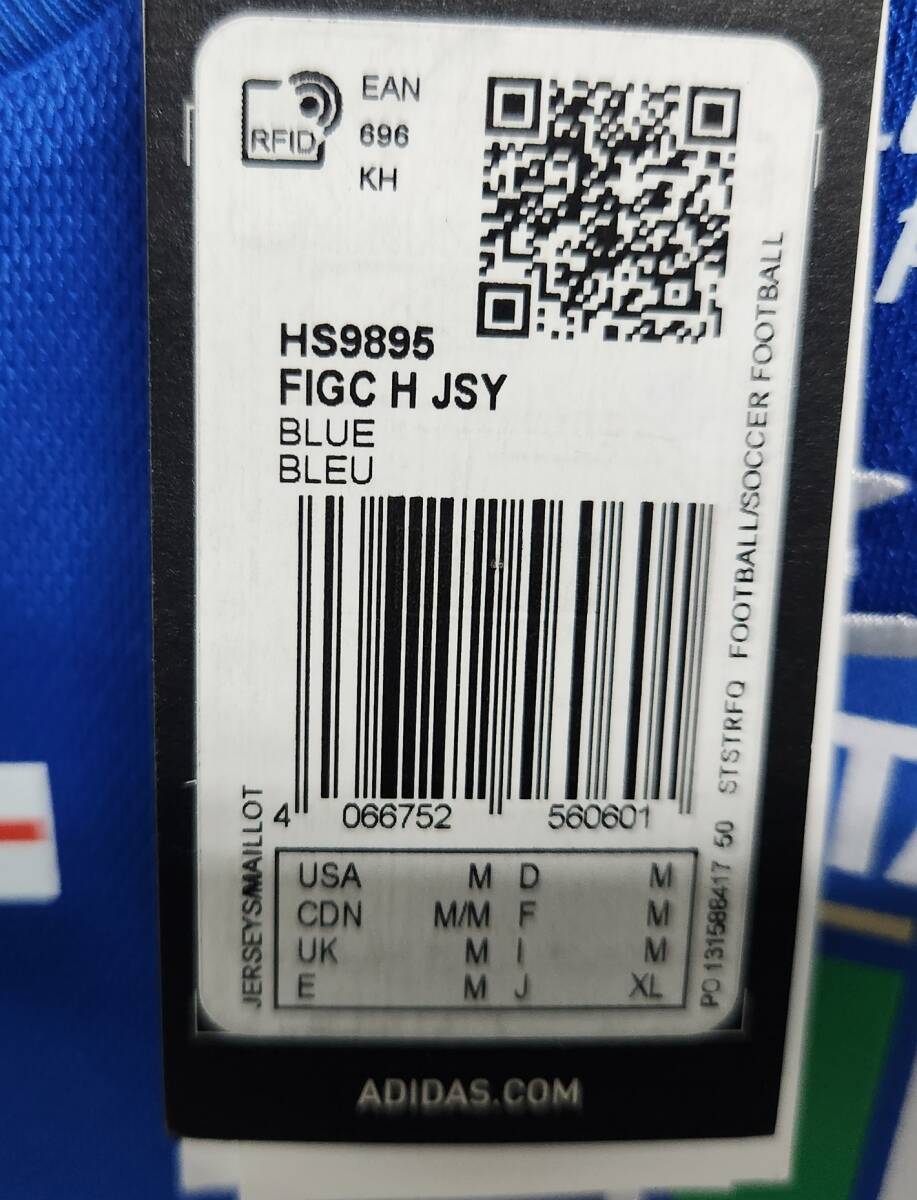 RFID
EAN
696
KH
HS9895
FIGC H JSY
BLUE
BLEU
4 066752 560601
JERSEYS/MAILLOT
PO 131588417 50 STSTRFQ FOOTBALL/SOCCER FOOTBALL
USA M D M
CDN M/M F M
UK M I M
E M J XL
ADIDAS.COM